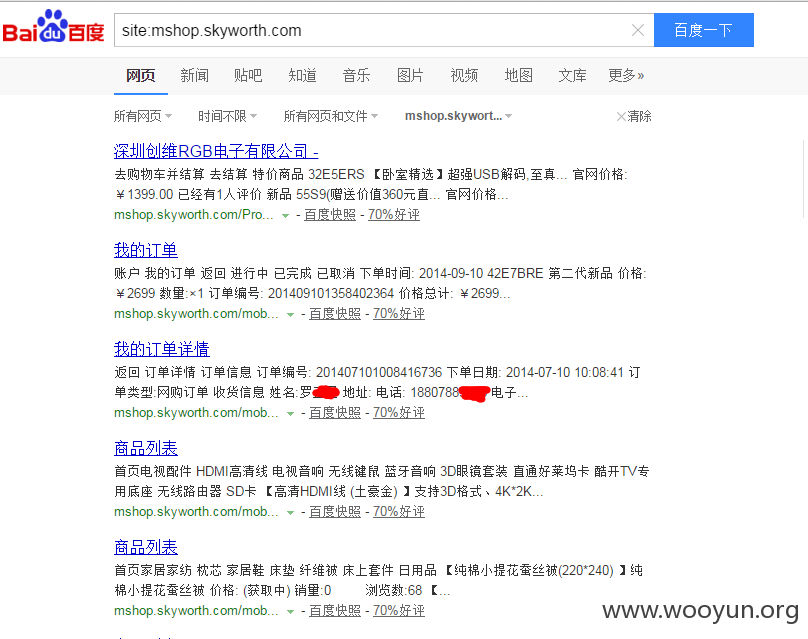 Bai du 百度 site:mshop.skyworth.com 百度一下
网页 新闻 贴吧 知道 音乐 图片 视频 地图 文库 更多»
所有网页 时间不限 所有网页和文件 mshop.skywort... ×清除
深圳创维RGB电子有限公司 -
去购物车并结算 去结算 特价商品 32E5ERS 【卧室精选】超强USB解码,至真... 官网价格:
￥1399.00 已经有1人评价 新品 55S9(赠送价值360元直... 官网价格...
mshop.skyworth.com/Pro... - 百度快照 - 70%好评
我的订单
账户 我的订单 返回 进行中 已完成 已取消 下单时间: 2014-09-10 42E7BRE 第二代新品 价格:
￥2699 数量:×1 订单编号: 201409101358402364 价格总计: ￥2699...
mshop.skyworth.com/mob... - 百度快照 - 70%好评
我的订单详情
返回 订单详情 订单信息 订单编号: 201407101008416736 下单日期: 2014-07-10 10:08:41 订
单类型:网购订单 收货信息 姓名:罗 地址: 电话: 1880788 电子...
mshop.skyworth.com/mob... - 百度快照 - 70%好评
商品列表
首页电视配件 HDMI高清线 电视音响 无线键鼠 蓝牙音响 3D眼镜套装 直通好莱坞卡 酷开TV专
用底座 无线路由器 SD卡 【高清HDMI线 (土豪金) 】支持3D格式、4K*2K...
mshop.skyworth.com/mob... - 百度快照 - 70%好评
商品列表
首页家居家纺 枕芯 家居鞋 床垫 纤维被 床上套件 日用品 【纯棉小提花蚕丝被(220*240) 】纯
棉小提花蚕丝被 价格: (获取中) 销量:0 浏览数:68 【...
mshop.skyworth.com/mob... - 百度快照 - 70%好评
www.wooyun.org